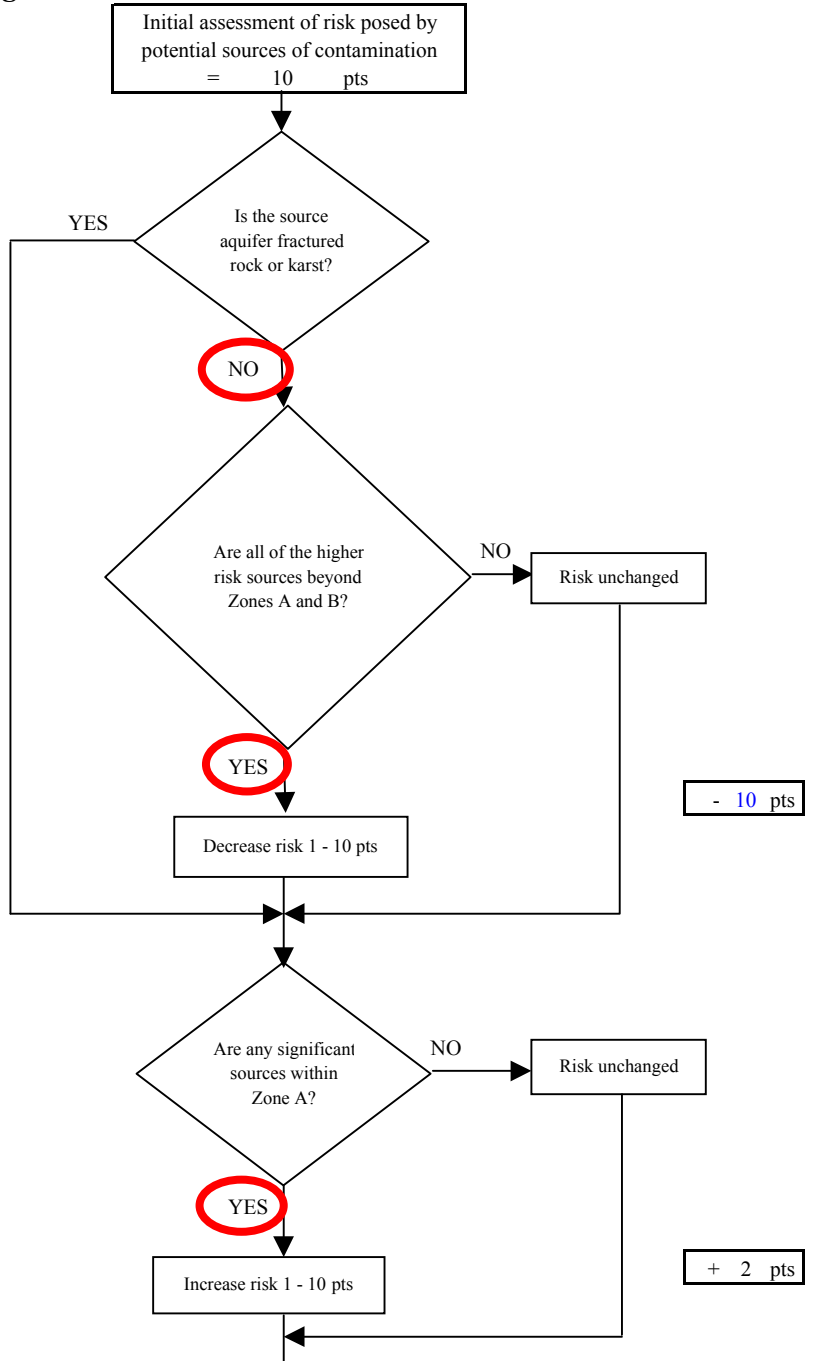 g
Initial assessment of risk posed by
potential sources of contamination
= 10 pts
YES
Is the source
aquifer fractured
rock or karst?
NO
Are all of the higher
risk sources beyond
Zones A and B?
NO
Risk unchanged
YES
- 10 pts
Decrease risk 1 - 10 pts
Are any significant
sources within
Zone A?
NO
Risk unchanged
YES
+ 2 pts
Increase risk 1 - 10 pts